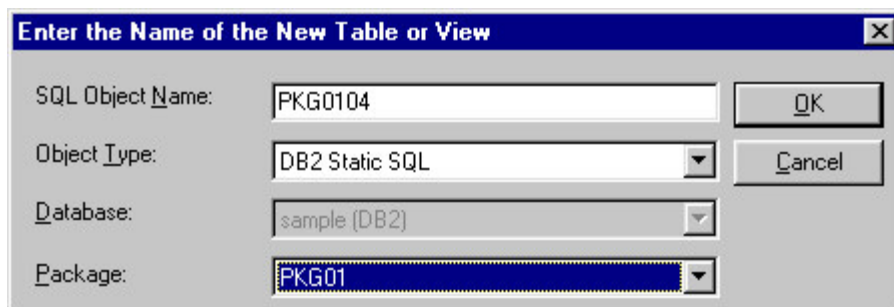 Enter the Name of the New Table or View
SQL Object Name: PKG0104 OK
Object Type: DB2 Static SQL Cancel
Database: sample (DB2)
Package: PKG01